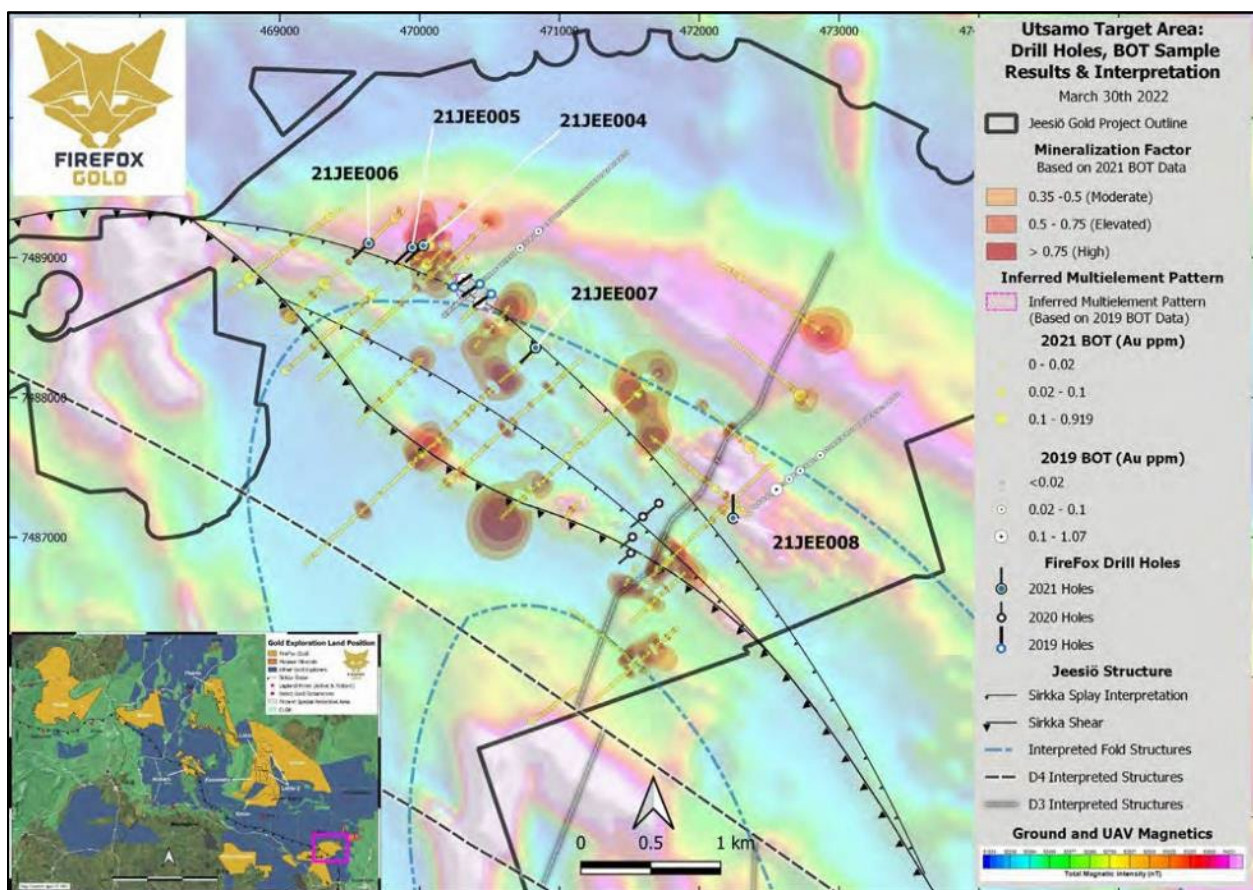 FIREFOX
GOLD
469000
470000
471000
472000
473000
7489000
7488000
7487000
21JEE005
21JEE004
21JEE006
21JEE007
21JEE008
0
0.5
1 km
Utsamo Target Area:
Drill Holes, BOT Sample
Results & Interpretation
March 30th 2022
Jeesiö Gold Project Outline
Mineralization Factor
Based on 2021 BOT Data
0.35 -0.5 (Moderate)
0.5 - 0.75 (Elevated)
> 0.75 (High)
Inferred Multielement Pattern
Inferred Multielement Pattern
(Based on 2019 BOT Data)
2021 BOT (Au ppm)
0 - 0.02
0.02 - 0.1
0.1 - 0.919
2019 BOT (Au ppm)
<0.02
0.02 - 0.1
0.1 - 1.07
FireFox Drill Holes
2021 Holes
2020 Holes
2019 Holes
Jeesiö Structure
Sirkka Splay Interpretation
Sirkka Shear
Interpreted Fold Structures
D4 Interpreted Structures
D3 Interpreted Structures
Ground and UAV Magnetics
Total Magnetic Intensity (nT)
Gold Exploration Land Position